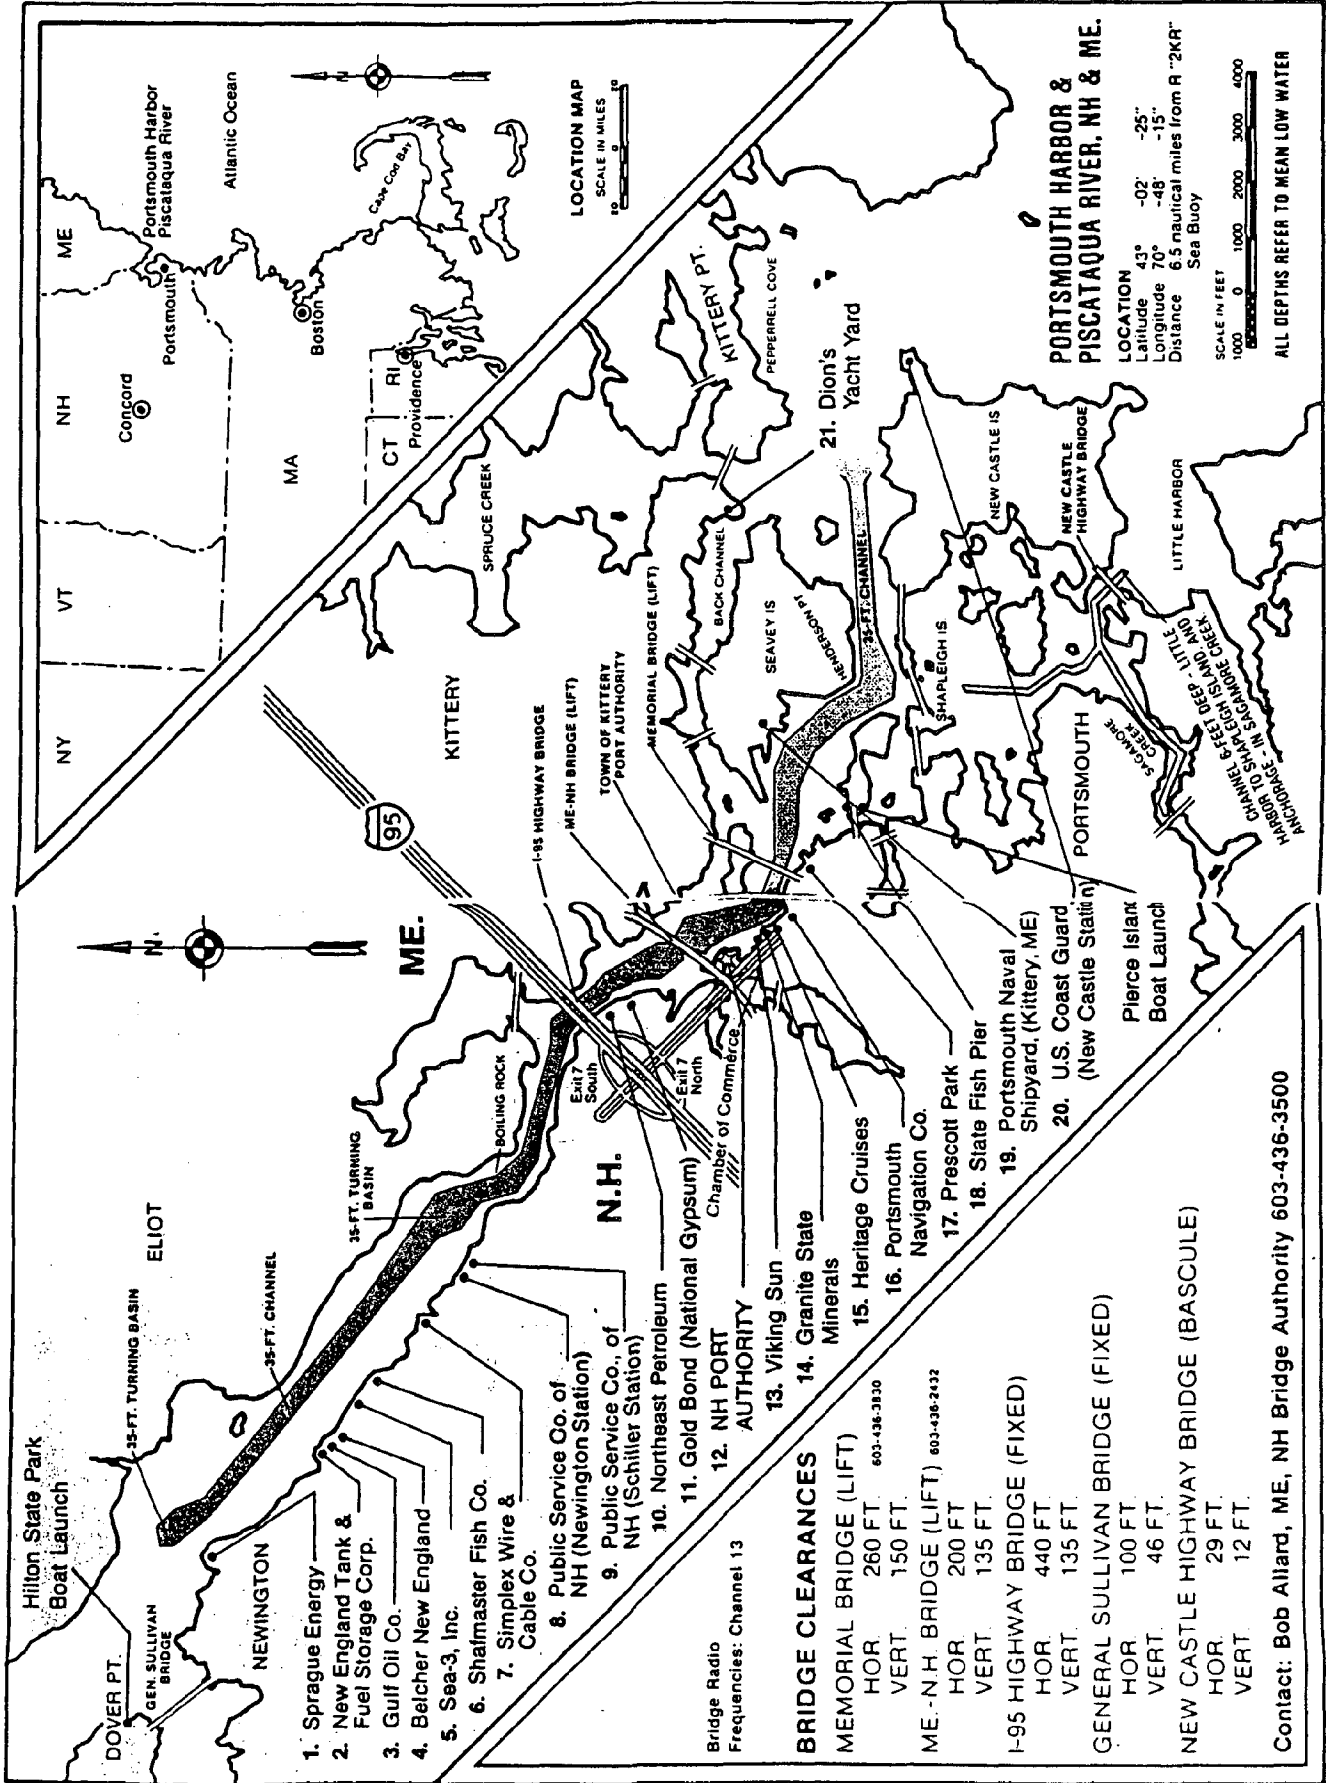 NY
VT
NH
ME
Concord
Portsmouth
Portsmouth Harbor
Piscataqua River
Atlantic Ocean
MA
Boston
CT
RI
Providence
Cape Cod Bay
N
LOCATION MAP
SCALE IN MILES
20 0 20
Hilton State Park
Boat Launch
DOVER PT.
GEN. SULLIVAN
BRIDGE
35-FT. TURNING BASIN
ELIOT
35-FT. CHANNEL
NEWINGTON
35-FT. TURNING
BASIN
BOILING ROCK
N
ME.
N.H.
95
KITTERY
I-95 HIGHWAY BRIDGE
ME-NH BRIDGE (LIFT)
TOWN OF KITTERY
PORT AUTHORITY
MEMORIAL BRIDGE (LIFT)
SPRUCE CREEK
BACK CHANNEL
SEAVEY IS
HENDERSON PT
35-FT. CHANNEL
KITTERY PT.
PEPPERRELL COVE
21. Dion's
Yacht Yard
Exit 7
South
Exit 7
North
Chamber of Commerce
SHAPLEIGH IS
NEW CASTLE IS
NEW CASTLE
HIGHWAY BRIDGE
LITTLE HARBOR
SAGAMORE
CREEK
PORTSMOUTH
CHANNEL 6-FEET DEEP - LITTLE
HARBOR TO SHAPLEIGH ISLAND. AND
ANCHORAGE - IN SAGAMORE CREEK
1. Sprague Energy
2. New England Tank &
Fuel Storage Corp.
3. Gulf Oil Co.
4. Belcher New England
5. Sea-3, Inc.
6. Shafmaster Fish Co.
7. Simplex Wire &
Cable Co.
8. Public Service Co. of
NH (Newington Station)
9. Public Service Co., of
NH (Schiller Station)
10. Northeast Petroleum
11. Gold Bond (National Gypsum)
12. NH PORT
AUTHORITY
13. Viking Sun
14. Granite State
Minerals
15. Heritage Cruises
16. Portsmouth
Navigation Co.
17. Prescott Park
18. State Fish Pier
19. Portsmouth Naval
Shipyard, (Kittery, ME)
20. U.S. Coast Guard
(New Castle Station)
Pierce Island
Boat Launch
Bridge Radio
Frequencies: Channel 13
BRIDGE CLEARANCES
MEMORIAL BRIDGE (LIFT)
HOR. 260 FT. 603-436-3830
VERT. 150 FT.
ME.-N.H. BRIDGE (LIFT) 603-436-2432
HOR. 200 FT
VERT. 135 FT.
I-95 HIGHWAY BRIDGE (FIXED)
HOR. 440 FT
VERT. 135 FT.
GENERAL SULLIVAN BRIDGE (FIXED)
HOR 100 FT.
VERT. 46 FT.
NEW CASTLE HIGHWAY BRIDGE (BASCULE)
HOR. 29 FT.
VERT. 12 FT.
Contact: Bob Allard, ME, NH Bridge Authority 603-436-3500
PORTSMOUTH HARBOR &
PISCATAQUA RIVER, NH & ME.
LOCATION
Latitude 43° -02' -25"
Longitude 70° -48' -15"
Distance 6.5 nautical miles from R "2KR"
Sea Buoy
SCALE IN FEET
1000 0 1000 2000 3000 4000
ALL DEPTHS REFER TO MEAN LOW WATER